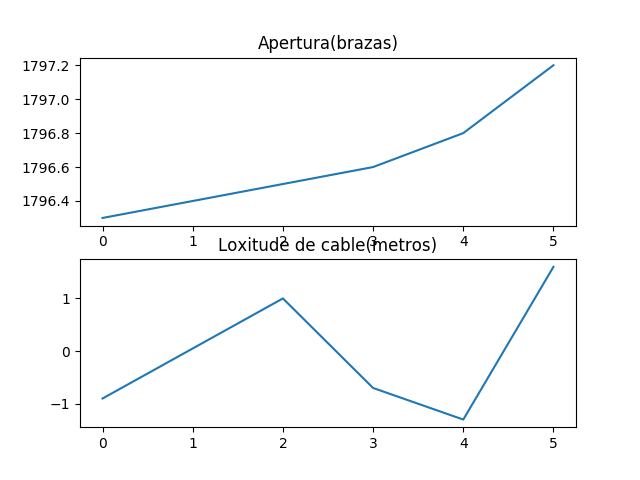 Apertura(brazas)
1797.2
1797.0
1796.8
1796.6
1796.4
0 1 2 3 4 5
Loxitude de cable(metros)
1
0
−1
0 1 2 3 4 5